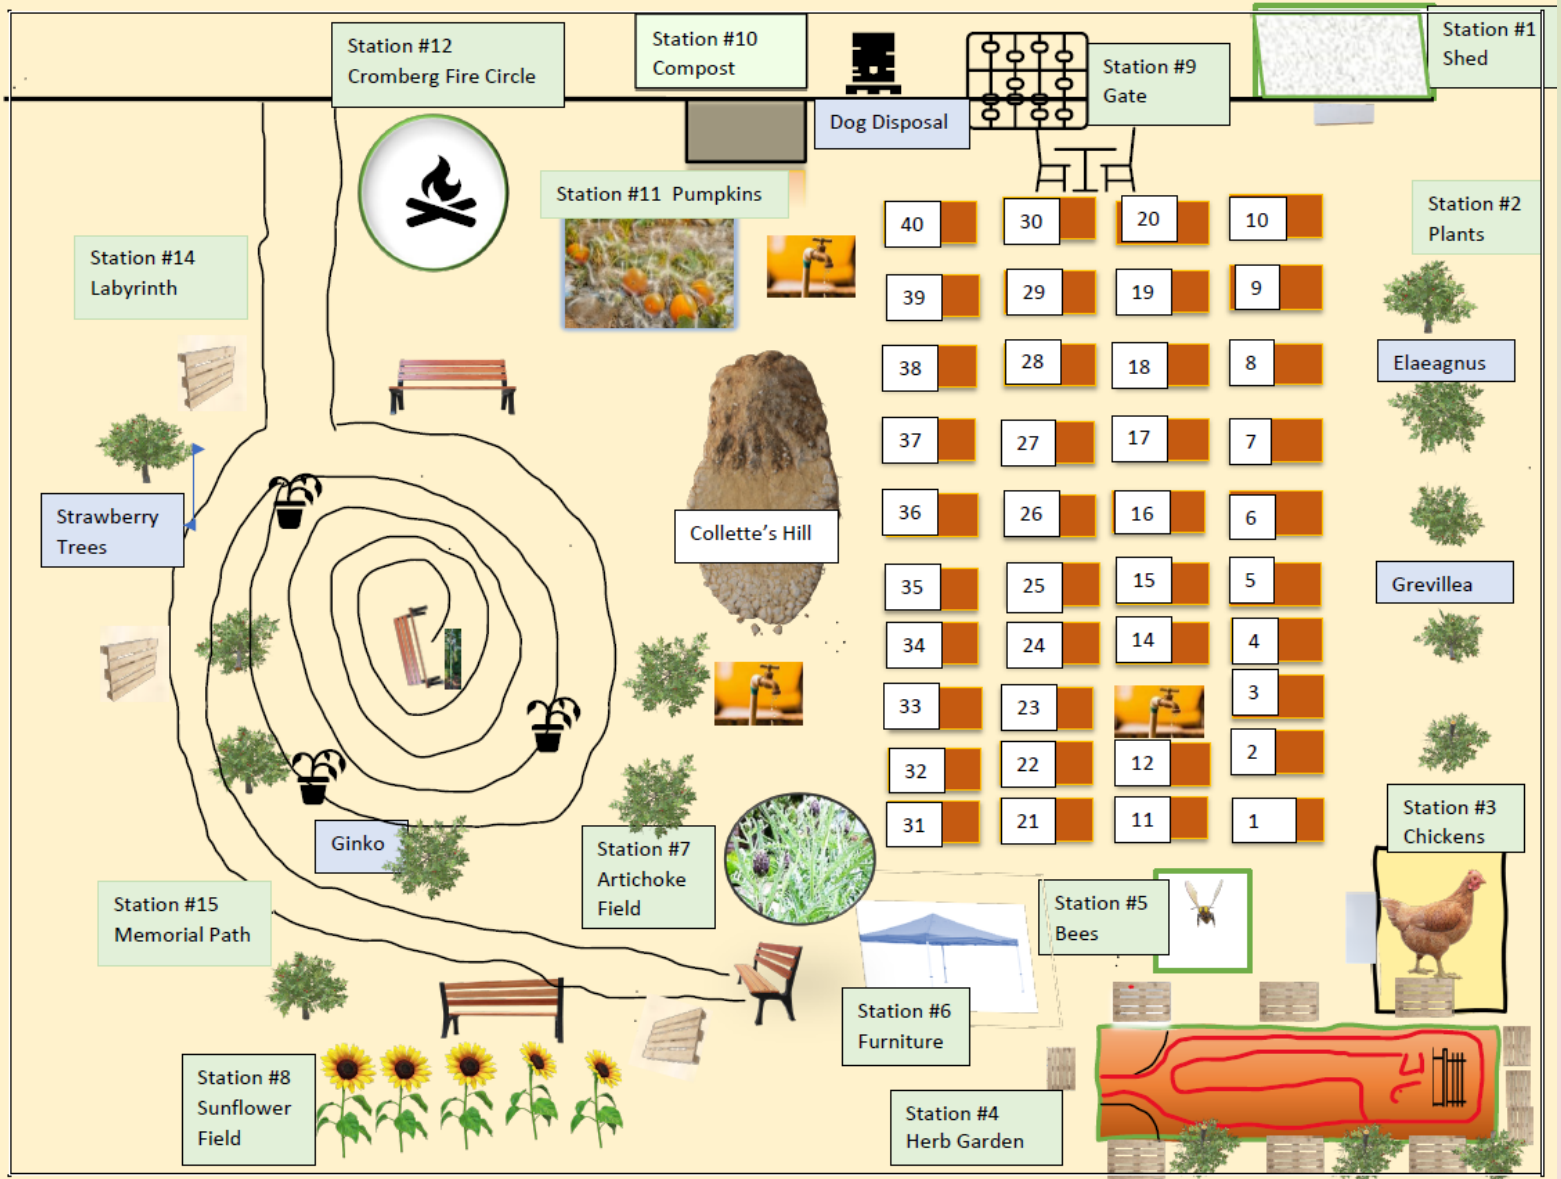 Station #12
Cromberg Fire Circle
Station #10
Compost
Dog Disposal
Station #9
Gate
Station #1
Shed
Station #11 Pumpkins
Station #2
Plants
Station #14
Labyrinth
40
30
20
10
39
29
19
9
38
28
18
8
Elaeagnus
37
27
17
7
Strawberry
Trees
Collette’s Hill
36
26
16
6
35
25
15
5
Grevillea
34
24
14
4
33
23
3
32
22
12
2
31
21
11
1
Station #3
Chickens
Ginko
Station #7
Artichoke
Field
Station #15
Memorial Path
Station #5
Bees
Station #6
Furniture
Station #8
Sunflower
Field
Station #4
Herb Garden